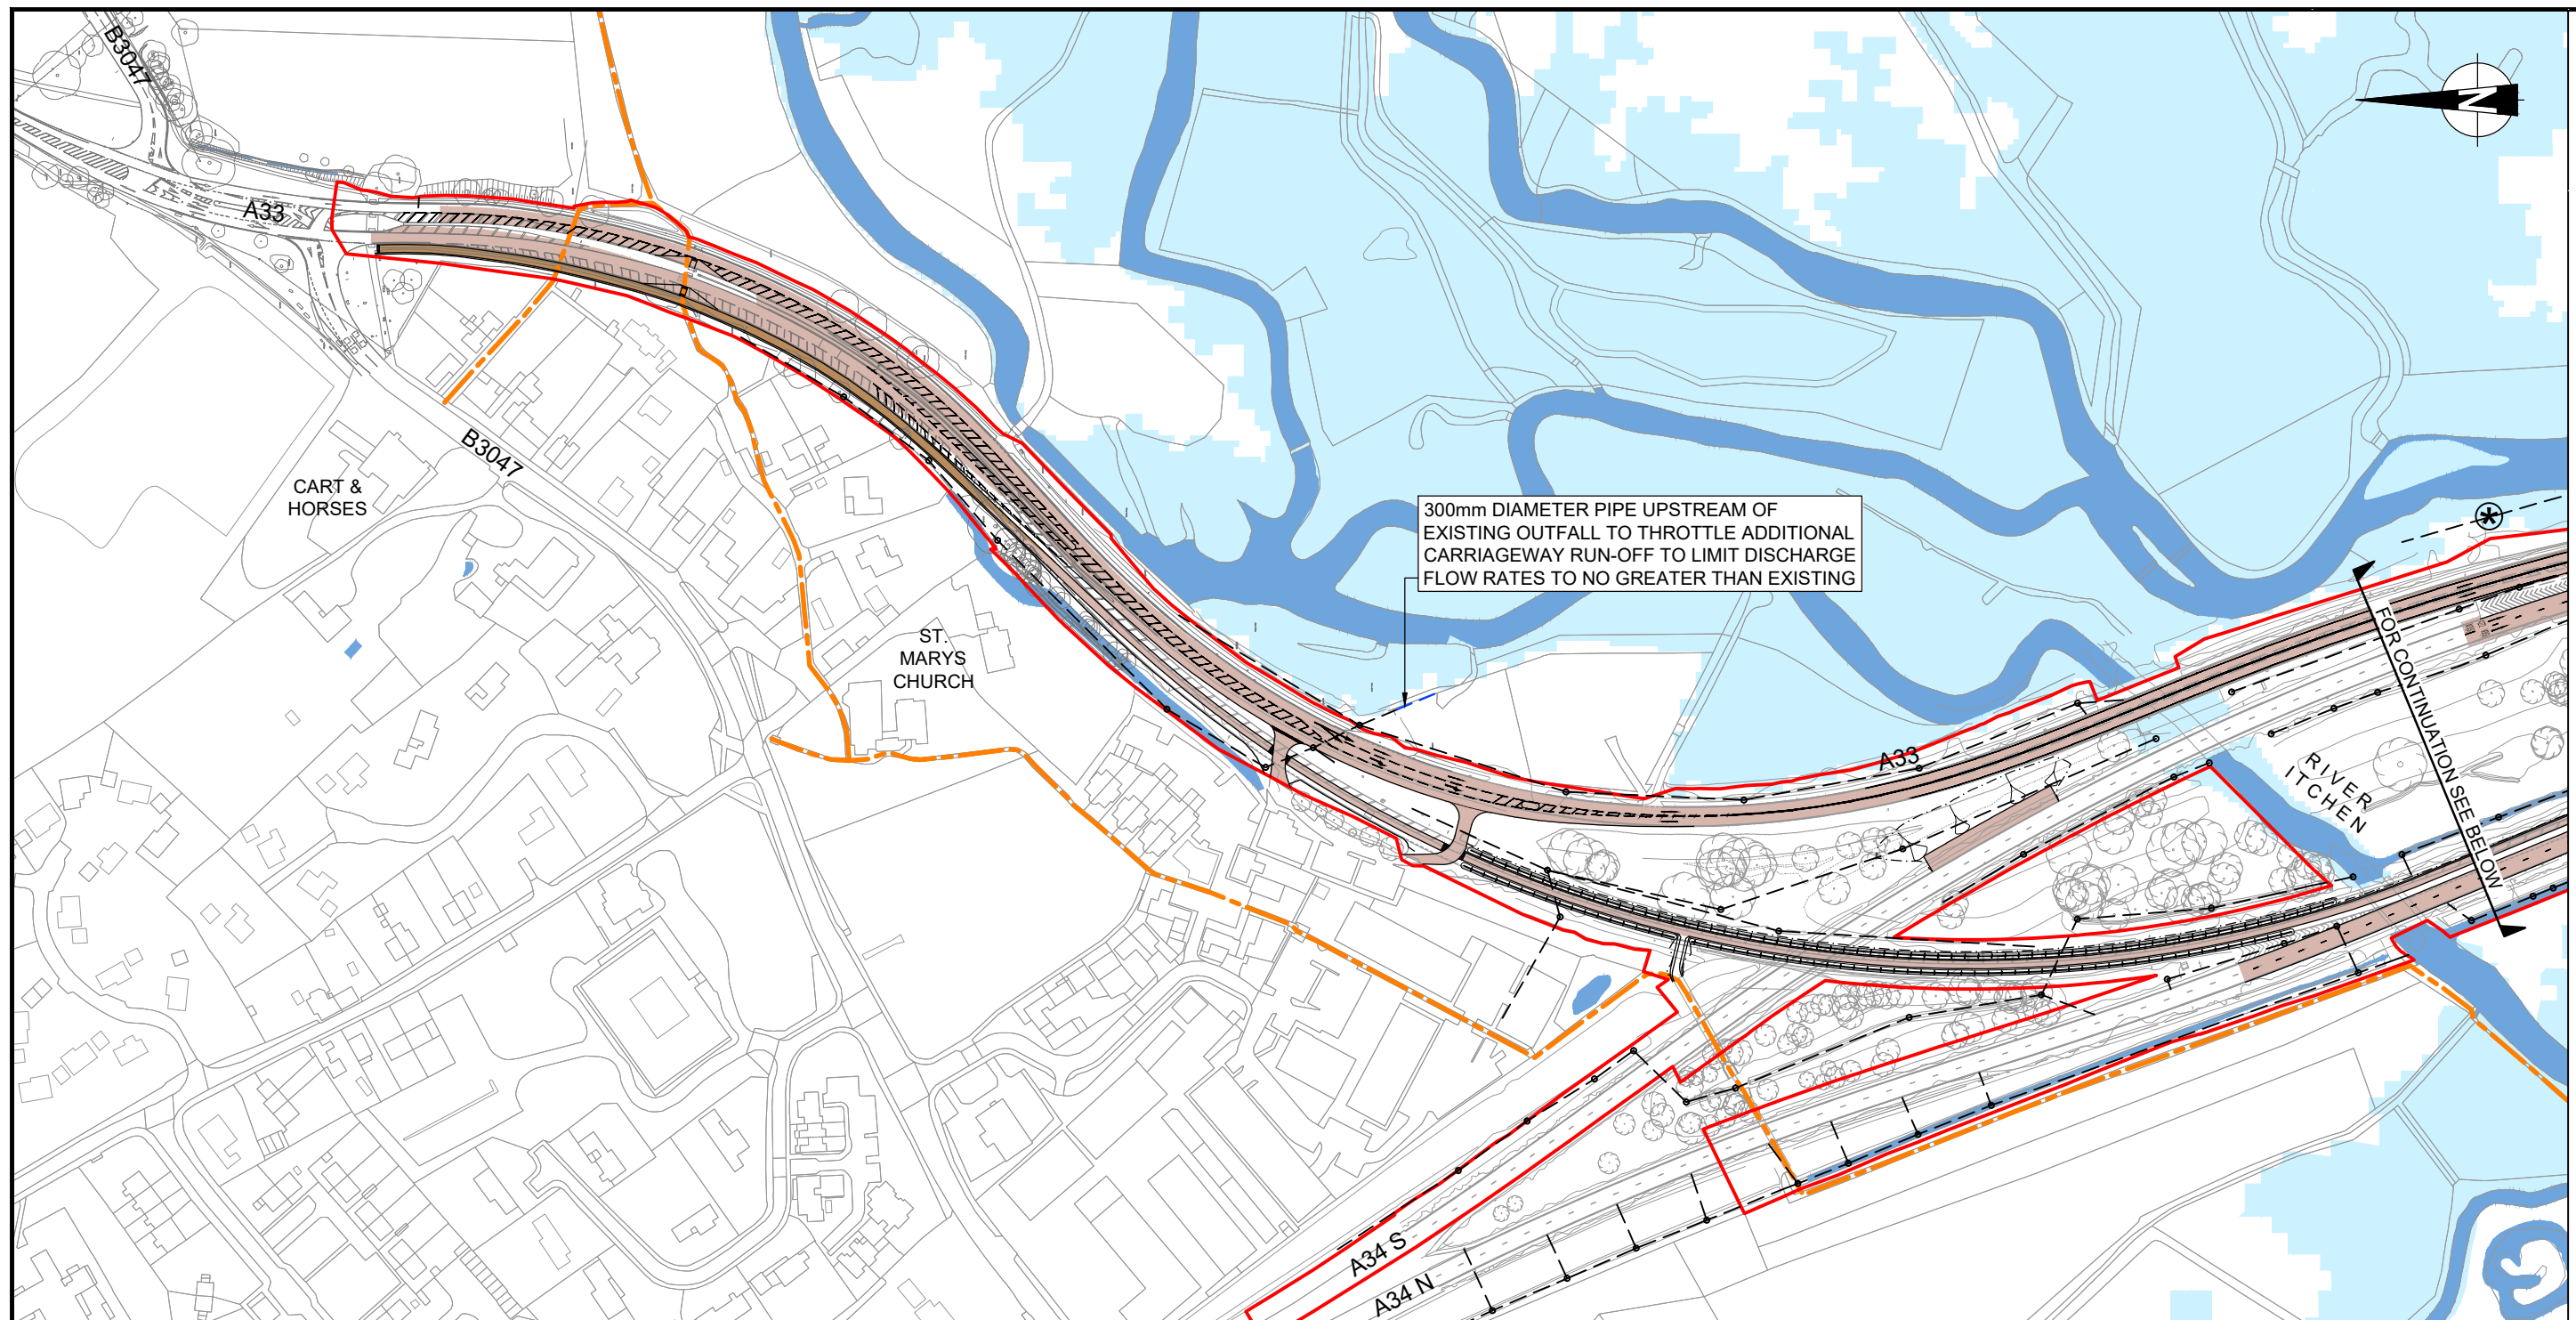 B3047
N
A33
B3047
CART &
HORSES
300mm DIAMETER PIPE UPSTREAM OF
EXISTING OUTFALL TO THROTTLE ADDITIONAL
CARRIAGEWAY RUN-OFF TO LIMIT DISCHARGE
FLOW RATES TO NO GREATER THAN EXISTING
*
ST.
MARYS
CHURCH
A33
RIVER
ITCHEN
FOR CONTINUATION SEE BELOW
A34 S
A34 N